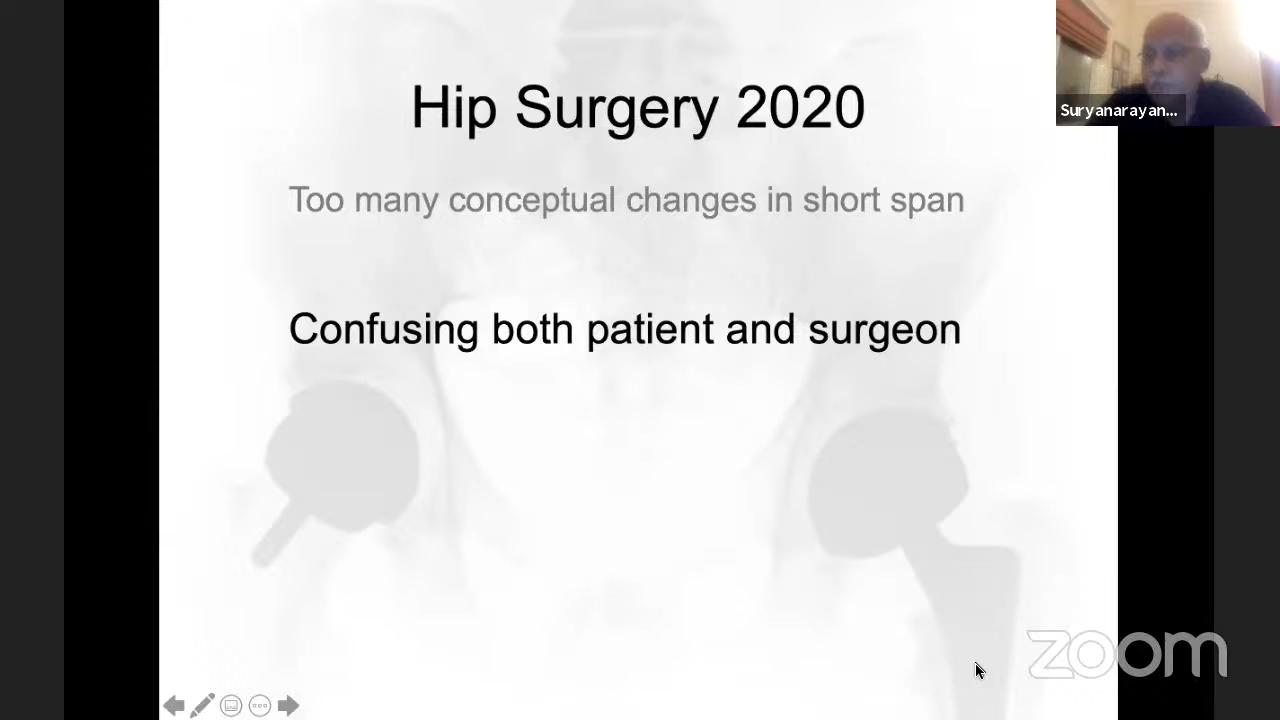 Hip Surgery 2020
Suryanarayan...
Too many conceptual changes in short span
Confusing both patient and surgeon
zoom